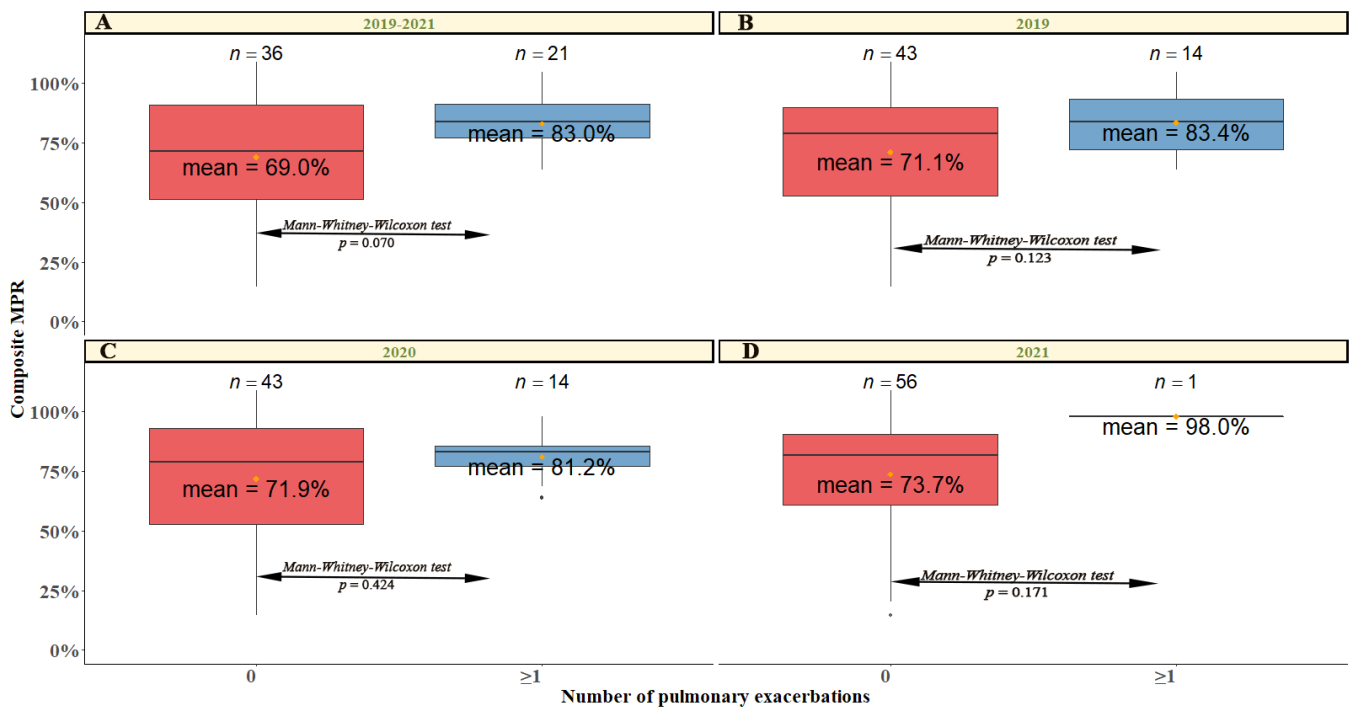 A 2019-2021
n = 36 n = 21
100%
75%
50%
25%
0%
mean = 69.0% mean = 83.0%
Mann-Whitney-Wilcoxon test
p = 0.070
B 2019
n = 43 n = 14
mean = 71.1% mean = 83.4%
Mann-Whitney-Wilcoxon test
p = 0.123
Composite MPR
C 2020
n = 43 n = 14
100%
75%
50%
25%
0%
mean = 71.9% mean = 81.2%
Mann-Whitney-Wilcoxon test
p = 0.424
0 ≥1
D 2021
n = 56 n = 1
mean = 73.7% mean = 98.0%
Mann-Whitney-Wilcoxon test
p = 0.171
0 ≥1
Number of pulmonary exacerbations